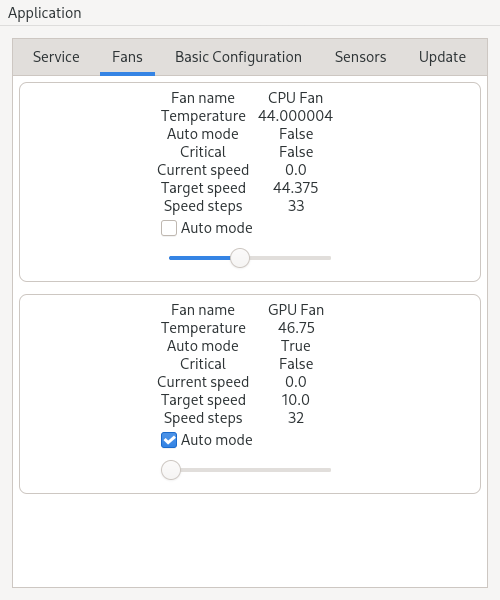 Application
Service Fans Basic Configuration Sensors Update
Fan name CPU Fan
Temperature 44.000004
Auto mode False
Critical False
Current speed 0.0
Target speed 44.375
Speed steps 33
Auto mode
Fan name GPU Fan
Temperature 46.75
Auto mode True
Critical False
Current speed 0.0
Target speed 10.0
Speed steps 32
Auto mode